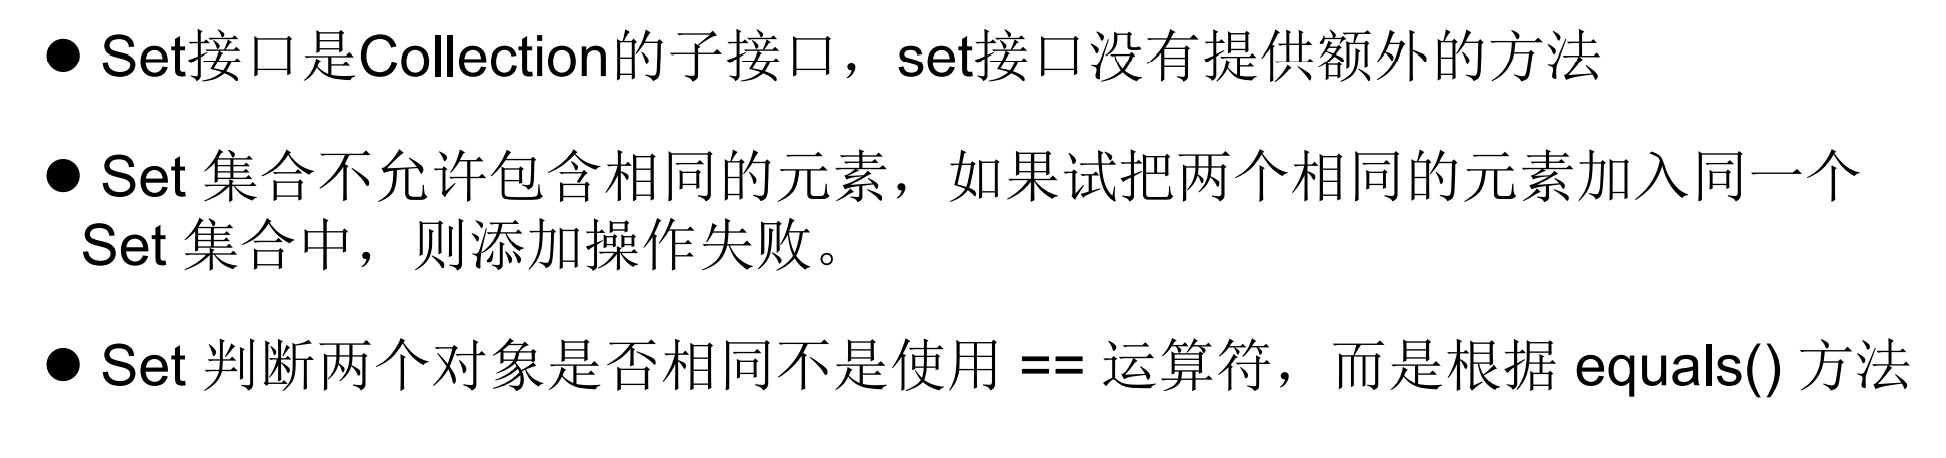 ● Set接口是Collection的子接口，set接口没有提供额外的方法
● Set 集合不允许包含相同的元素，如果试把两个相同的元素加入同一个
Set 集合中，则添加操作失败。
● Set 判断两个对象是否相同不是使用 == 运算符，而是根据 equals() 方法